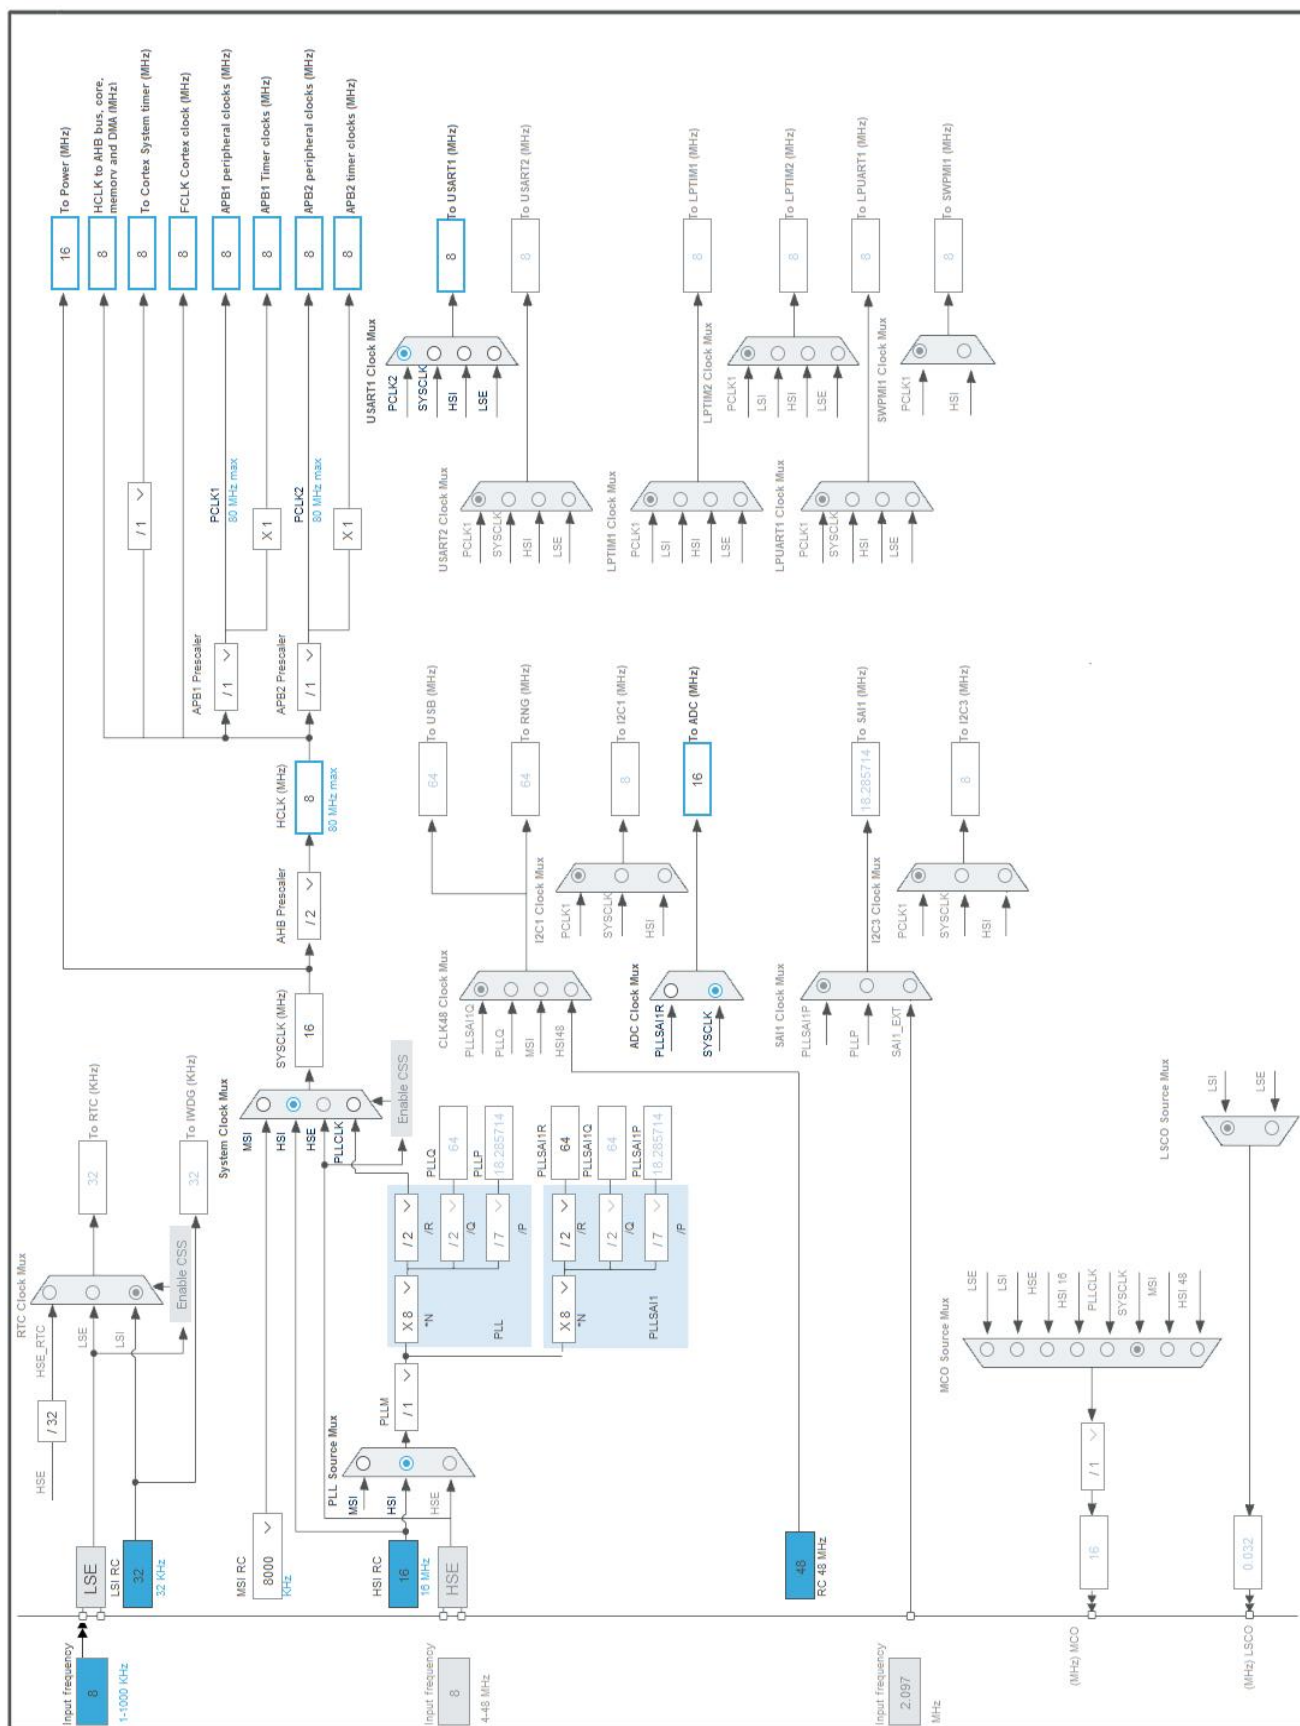 RTC Clock Mux
HSE
/ 32
HSE_RTC
Input frequency
8
1-1000 KHz
LSE
LSE
LSI RC
32
32 KHz
LSI
Enable CSS
32
To RTC (KHz)
32
To IWDG (KHz)
System Clock Mux
MSI RC
8000
KHz
MSI
HSI RC
16
16 MHz
HSI
Input frequency
8
4-48 MHz
HSE
HSE
PLLCLK
Enable CSS
PLL Source Mux
MSI
HSI
HSE
PLLM
/ 1
X 8
*N
PLL
/ 2
/R
/ 2
/Q
/ 7
/P
PLLQ
64
PLLP
18.285714
X 8
*N
PLLSAI1
/ 2
/R
/ 2
/Q
/ 7
/P
PLLSAI1R
64
PLLSAI1Q
64
PLLSAI1P
18.285714
SYSCLK (MHz)
16
AHB Prescaler
/ 2
HCLK (MHz)
8
80 MHz max
APB1 Prescaler
/ 1
APB2 Prescaler
/ 1
/ 1
PCLK1
80 MHz max
X 1
PCLK2
80 MHz max
X 1
16
To Power (MHz)
8
HCLK to AHB bus, core,
memory and DMA (MHz)
8
To Cortex System timer (MHz)
8
FCLK Cortex clock (MHz)
8
APB1 peripheral clocks (MHz)
8
APB1 Timer clocks (MHz)
8
APB2 peripheral clocks (MHz)
8
APB2 timer clocks (MHz)
USART1 Clock Mux
PCLK2
SYSCLK
HSI
LSE
8
To USART1 (MHz)
USART2 Clock Mux
PCLK1
SYSCLK
HSI
LSE
8
To USART2 (MHz)
LPTIM1 Clock Mux
PCLK1
LSI
HSI
LSE
8
To LPTIM1 (MHz)
LPTIM2 Clock Mux
PCLK1
LSI
HSI
LSE
8
To LPTIM2 (MHz)
LPUART1 Clock Mux
PCLK1
SYSCLK
HSI
LSE
8
To LPUART1 (MHz)
SWPMI1 Clock Mux
PCLK1
HSI
8
To SWPMI1 (MHz)
CLK48 Clock Mux
PLLSAI1Q
PLLQ
MSI
HSI48
64
To USB (MHz)
64
To RNG (MHz)
I2C1 Clock Mux
PCLK1
SYSCLK
HSI
8
To I2C1 (MHz)
ADC Clock Mux
PLLSAI1R
SYSCLK
16
To ADC (MHz)
SAI1 Clock Mux
PLLSAI1P
PLLP
SAI1_EXT
18.285714
To SAI1 (MHz)
I2C3 Clock Mux
PCLK1
SYSCLK
HSI
8
To I2C3 (MHz)
48
RC 48 MHz
Input frequency
2.097
MHz
MCO Source Mux
LSE
LSI
HSE
HSI 16
PLLCLK
SYSCLK
MSI
HSI 48
/ 1
16
(MHz) MCO
LSCO Source Mux
LSI
LSE
0.032
(MHz) LSCO